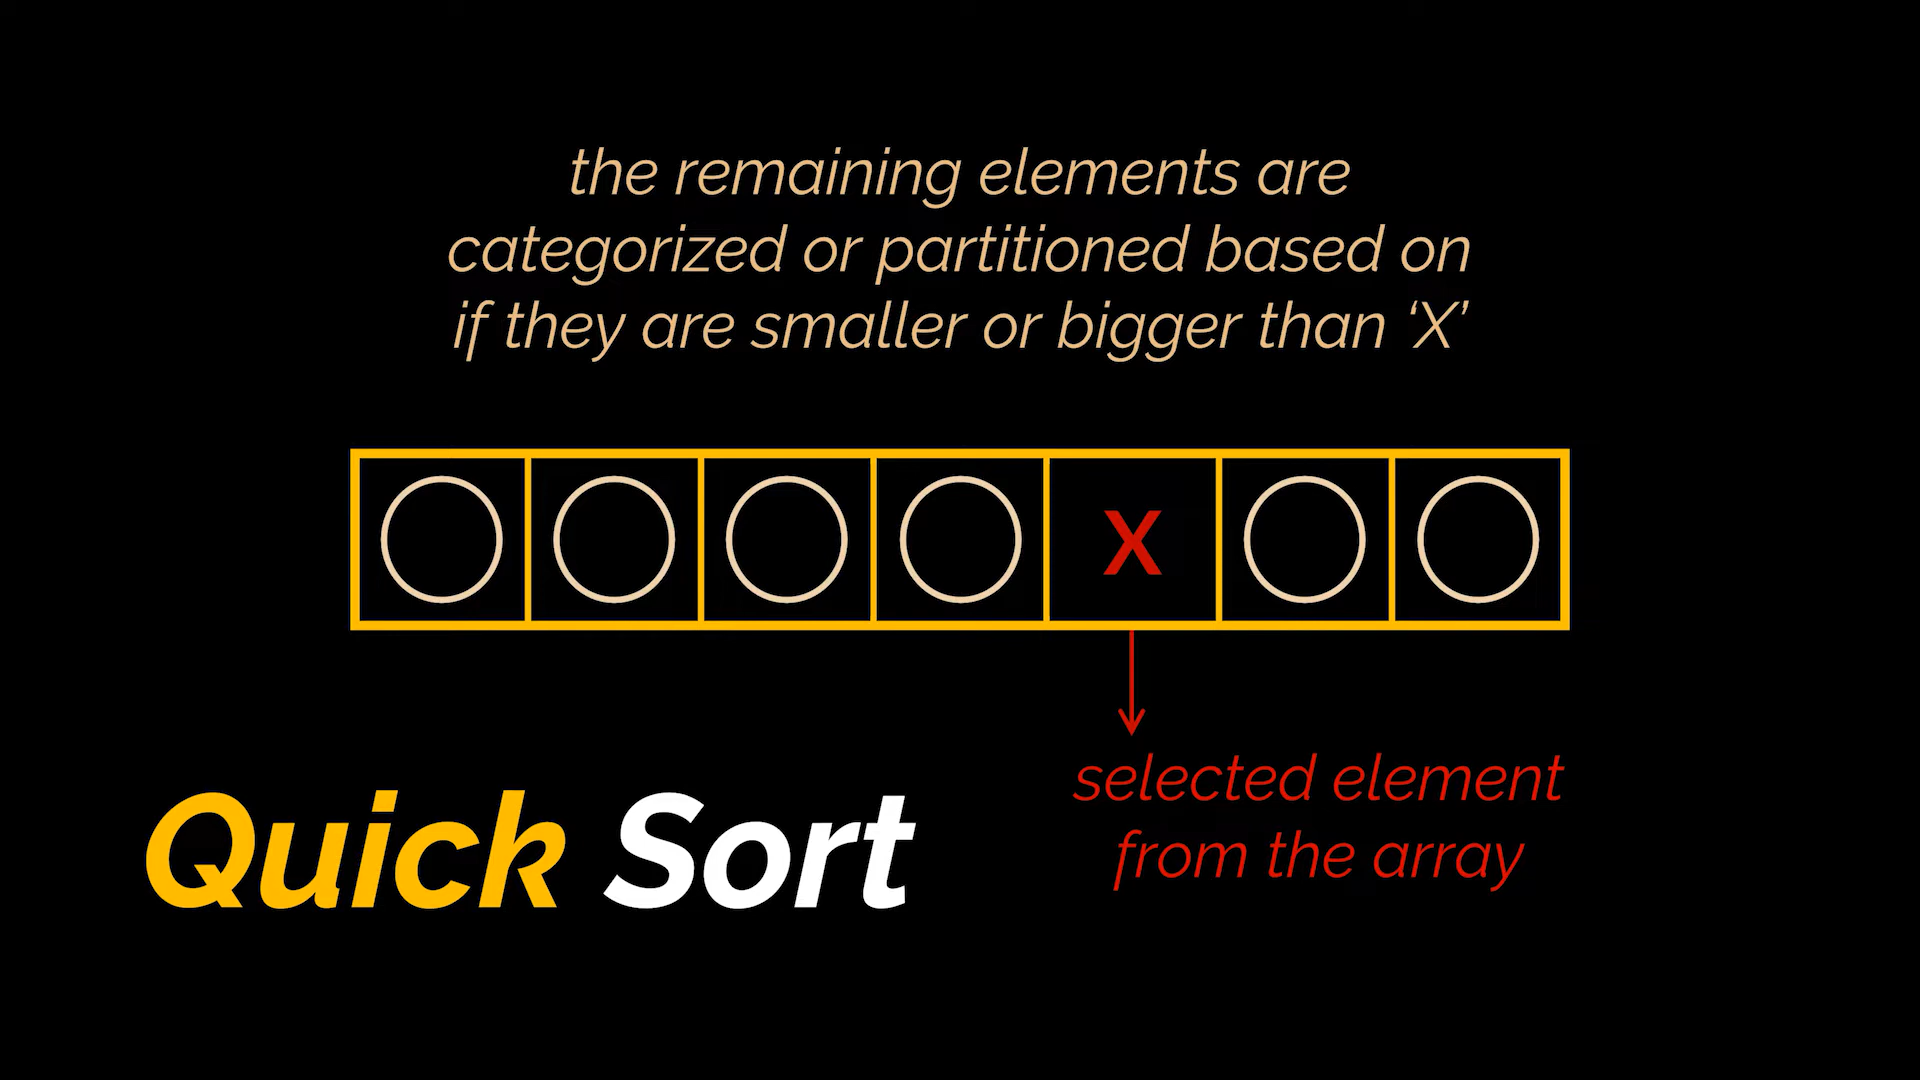 the remaining elements are
categorized or partitioned based on
if they are smaller or bigger than ‘X’
X
selected element
from the array
Quick Sort